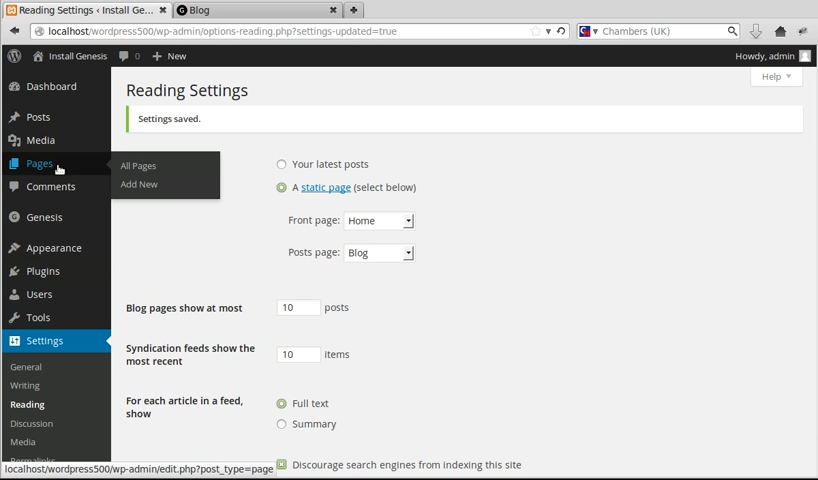 Reading Settings ‹ Install Ge...
Blog
localhost/wordpress500/wp-admin/options-reading.php?settings-updated=true
Chambers (UK)
Install Genesis
0
New
Howdy, admin
Help
Dashboard
Posts
Media
Pages
Comments
Genesis
Appearance
Plugins
Users
Tools
Settings
General
Writing
Reading
Discussion
Media
All Pages
Add New
Reading Settings
Settings saved.
Your latest posts
A static page (select below)
Front page: Home
Posts page: Blog
Blog pages show at most 10 posts
Syndication feeds show the
most recent
10 items
For each article in a feed,
show
Full text
Summary
Discourage search engines from indexing this site
localhost/wordpress500/wp-admin/edit.php?post_type=page